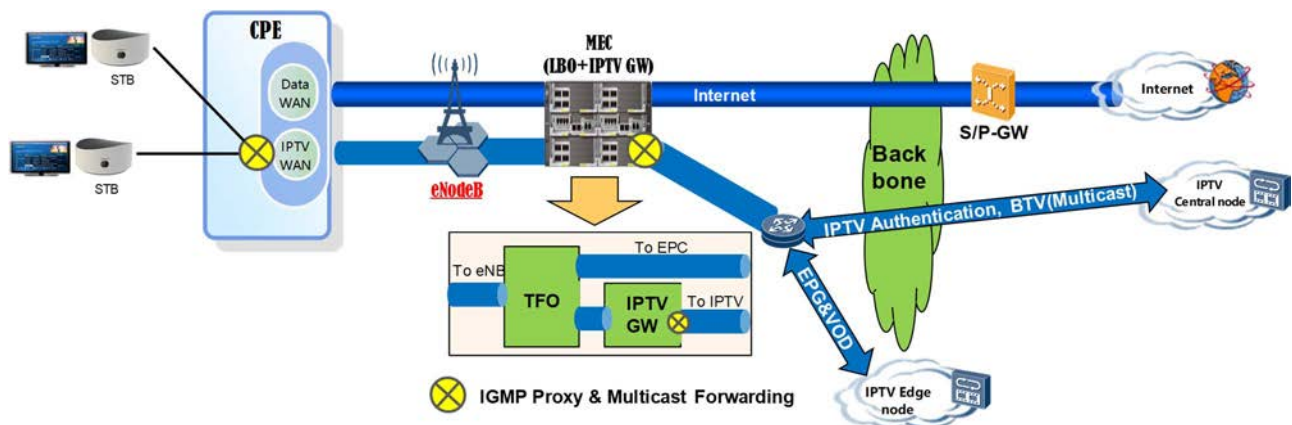 CPE
STB
STB
Data
WAN
IPTV
WAN
eNodeB
MEC
(LBO+IPTV GW)
Internet
S/P-GW
Internet
Back
bone
IPTV Authentication, BTV(Multicast)
IPTV
Central node
EPG&VOD
IPTV Edge
node
To eNB
TFO
To EPC
IPTV
GW
To IPTV
IGMP Proxy & Multicast Forwarding